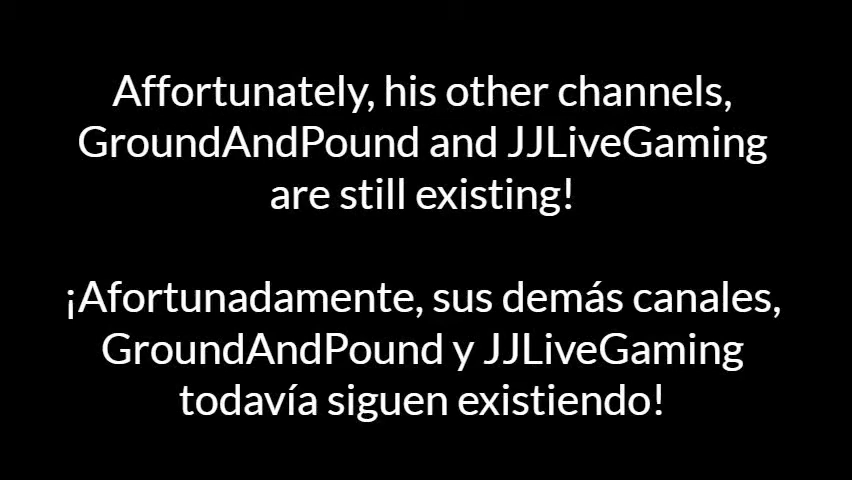 Affortunately, his other channels,
GroundAndPound and JJLiveGaming
are still existing!
¡Afortunadamente, sus demás canales,
GroundAndPound y JJLiveGaming
todavía siguen existiendo!